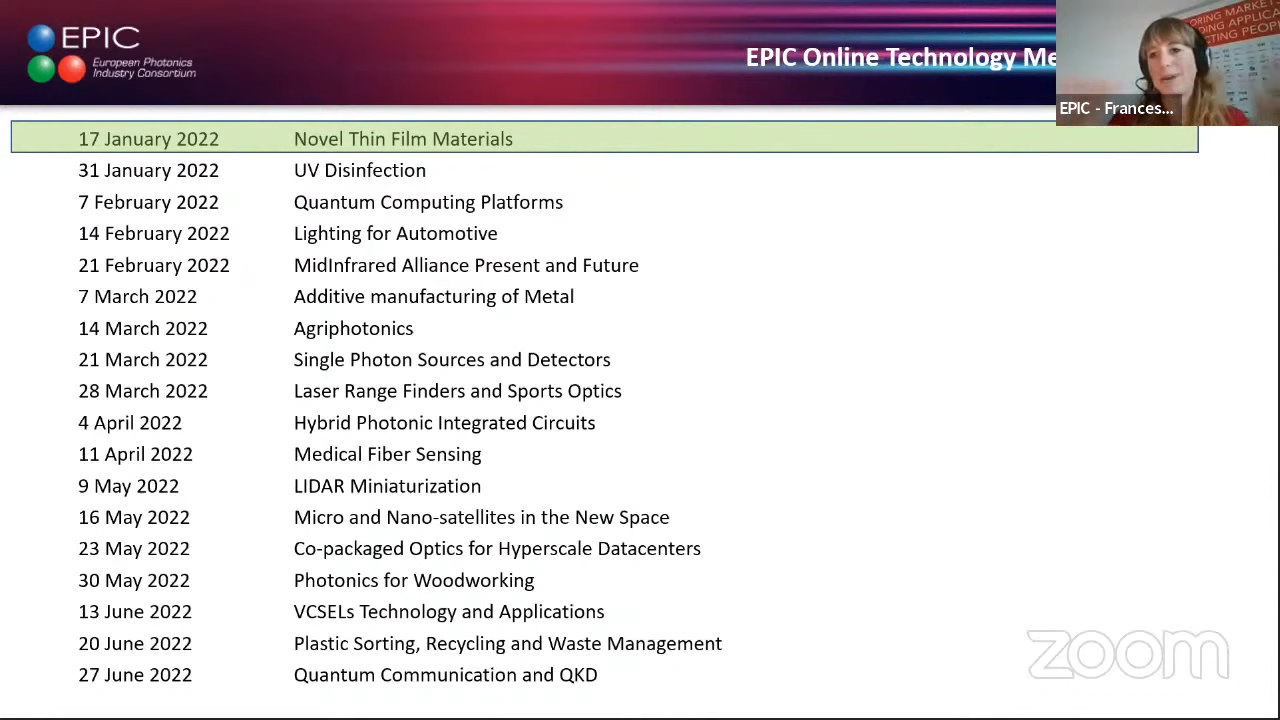 EPIC
European Photonics
Industry Consortium
EPIC Online Technology Me
ORING MARKET
DING APPLICA
CTING PEOP
EPIC - Frances...
17 January 2022 Novel Thin Film Materials
31 January 2022 UV Disinfection
7 February 2022 Quantum Computing Platforms
14 February 2022 Lighting for Automotive
21 February 2022 MidInfrared Alliance Present and Future
7 March 2022 Additive manufacturing of Metal
14 March 2022 Agriphotonics
21 March 2022 Single Photon Sources and Detectors
28 March 2022 Laser Range Finders and Sports Optics
4 April 2022 Hybrid Photonic Integrated Circuits
11 April 2022 Medical Fiber Sensing
9 May 2022 LIDAR Miniaturization
16 May 2022 Micro and Nano-satellites in the New Space
23 May 2022 Co-packaged Optics for Hyperscale Datacenters
30 May 2022 Photonics for Woodworking
13 June 2022 VCSELs Technology and Applications
20 June 2022 Plastic Sorting, Recycling and Waste Management
27 June 2022 Quantum Communication and QKD
zoom